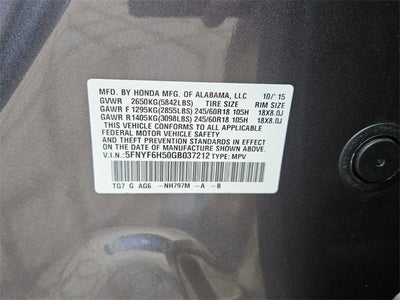 MFD. BY HONDA MFG. OF ALABAMA, LLC 10/'15
GVWR 2650KG(5842LBS) TIRE SIZE RIM SIZE
GAWR F 1295KG(2855LBS) 245/60R18 105H 18X8.0J
GAWR R 1405KG(3098LBS) 245/60R18 105H 18X8.0J
THIS VEHICLE CONFORMS TO ALL APPLICABLE
FEDERAL MOTOR VEHICLE SAFETY STANDARDS IN
EFFECT ON THE DATE OF MANUFACTURE SHOWN ABOVE.
V.I.N.: 5FNYF6H50GB037212 TYPE: MPV
TG7 G AG6 -NH797M -A -B